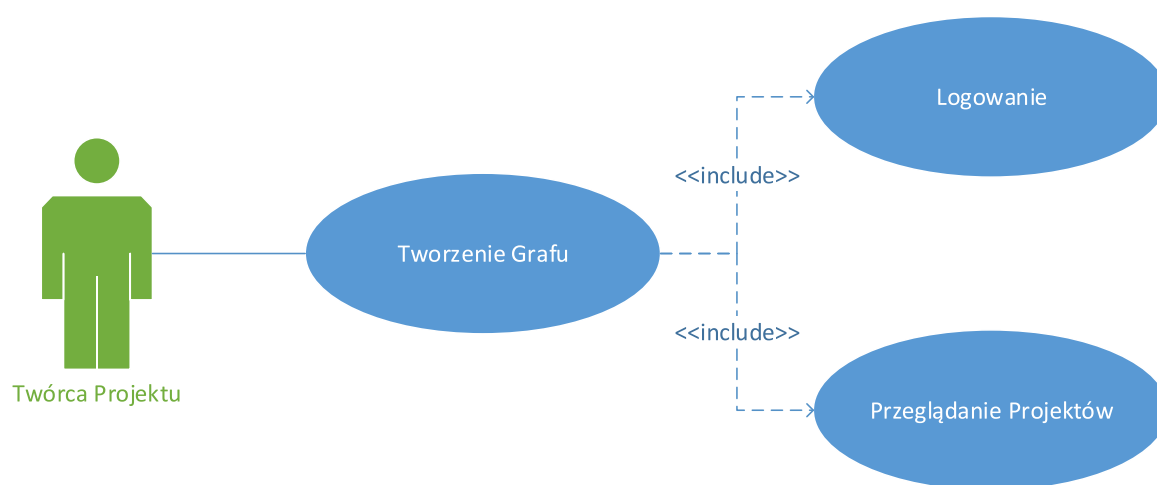 Logowanie
<<include>>
Tworzenie Grafu
<<include>>
Twórca Projektu
Przeglądanie Projektów